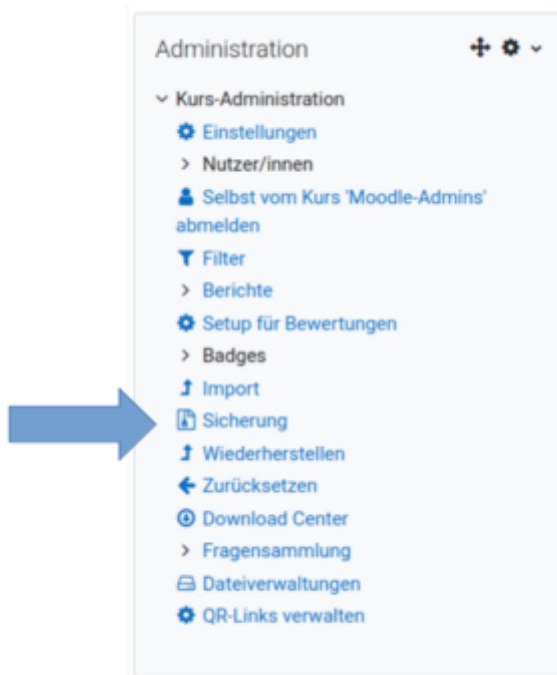 Administration
Kurs-Administration
Einstellungen
Nutzer/innen
Selbst vom Kurs 'Moodle-Admins'
abmelden
Filter
Berichte
Setup für Bewertungen
Badges
Import
Sicherung
Wiederherstellen
Zurücksetzen
Download Center
Fragensammlung
Dateiverwaltungen
QR-Links verwalten